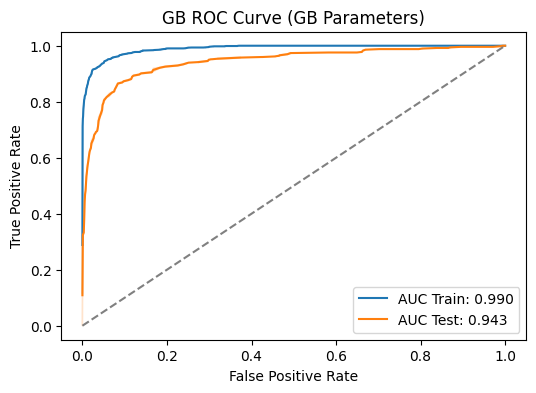 GB ROC Curve (GB Parameters)
True Positive Rate
1.0
0.8
0.6
0.4
0.2
0.0
0.0 0.2 0.4 0.6 0.8 1.0
False Positive Rate
AUC Train: 0.990
AUC Test: 0.943